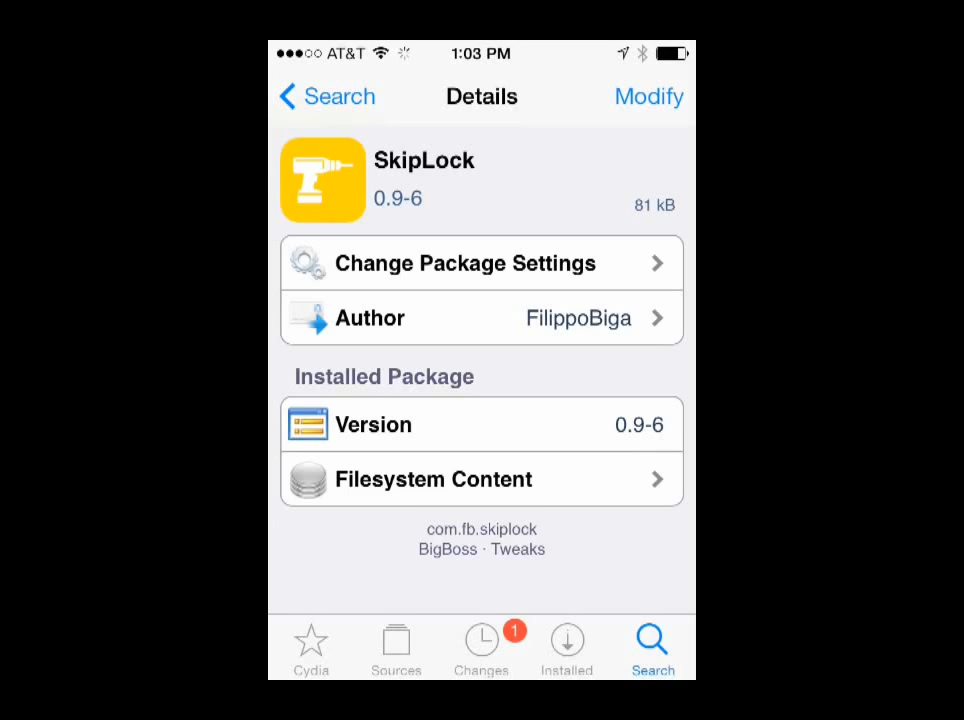 AT&T 1:03 PM
Search Details Modify
SkipLock
0.9-6 81 kB
Change Package Settings
Author FilippoBiga
Installed Package
Version 0.9-6
Filesystem Content
com.fb.skiplock
BigBoss · Tweaks
1
Cydia Sources Changes Installed Search